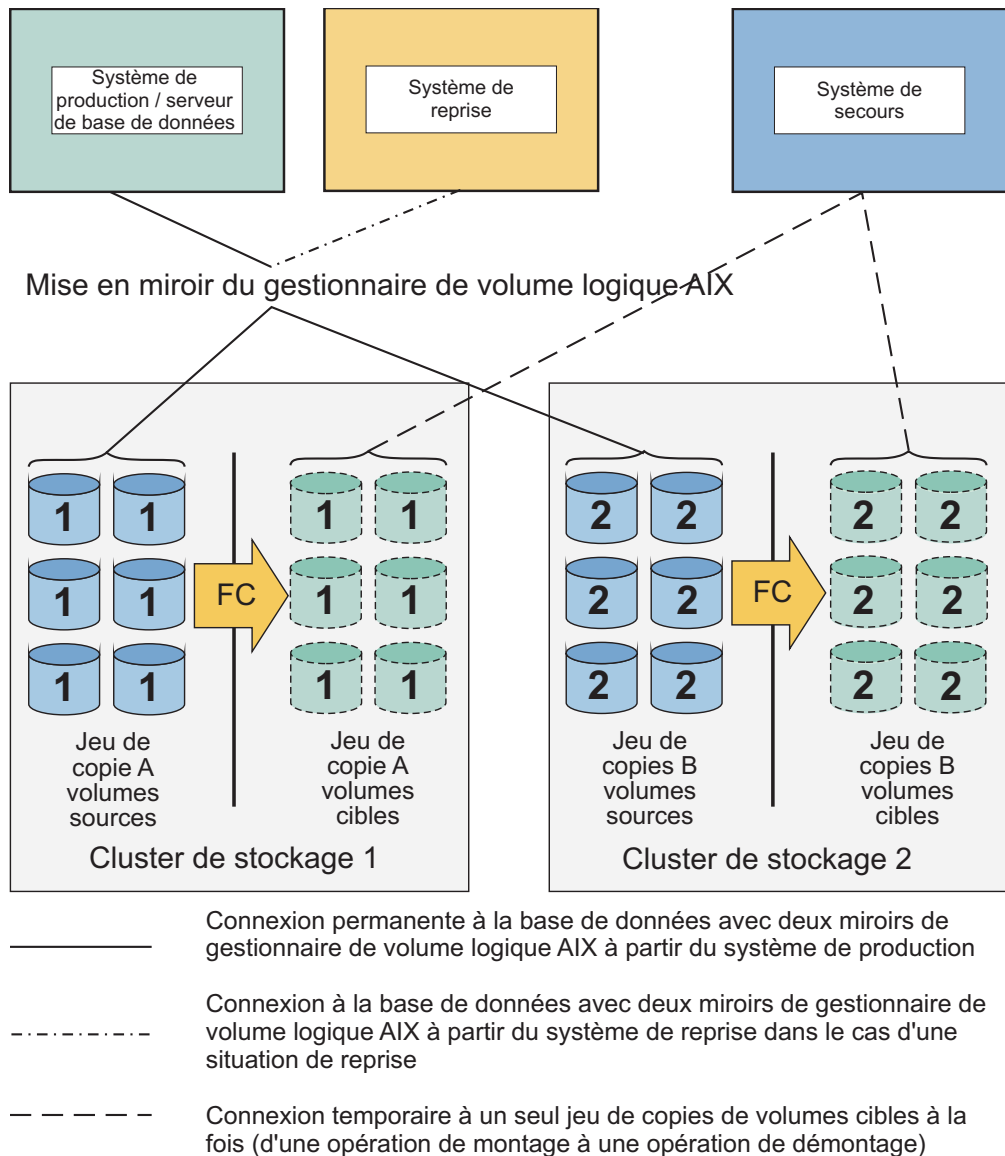 Système de
production / serveur
de base de données
Système de
reprise
Système de
secours
Mise en miroir du gestionnaire de volume logique AIX
1 1 1 1 2 2 2 2
FC FC
1 1 1 1 2 2 2 2
1 1 1 1 2 2 2 2
Jeu de
copie A
volumes
sources
Jeu de
copie A
volumes
cibles
Jeu de
copies B
volumes
sources
Jeu de
copies B
volumes
cibles
Cluster de stockage 1
Cluster de stockage 2
Connexion permanente à la base de données avec deux miroirs de
gestionnaire de volume logique AIX à partir du système de production
Connexion à la base de données avec deux miroirs de gestionnaire de
volume logique AIX à partir du système de reprise dans le cas d'une
situation de reprise
Connexion temporaire à un seul jeu de copies de volumes cibles à la
fois (d'une opération de montage à une opération de démontage)